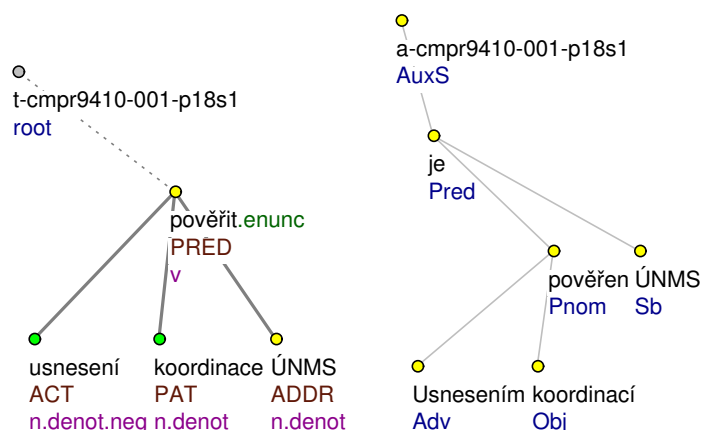 t-cmpr9410-001-p18s1
root
pověřit.enunc
PRED
v
usnesení koordinace ÚNMS
ACT PAT ADDR
n.denot.neg n.denot n.denot
a-cmpr9410-001-p18s1
AuxS
je
Pred
pověřen ÚNMS
Pnom Sb
Usnesením koordinací
Adv Obj